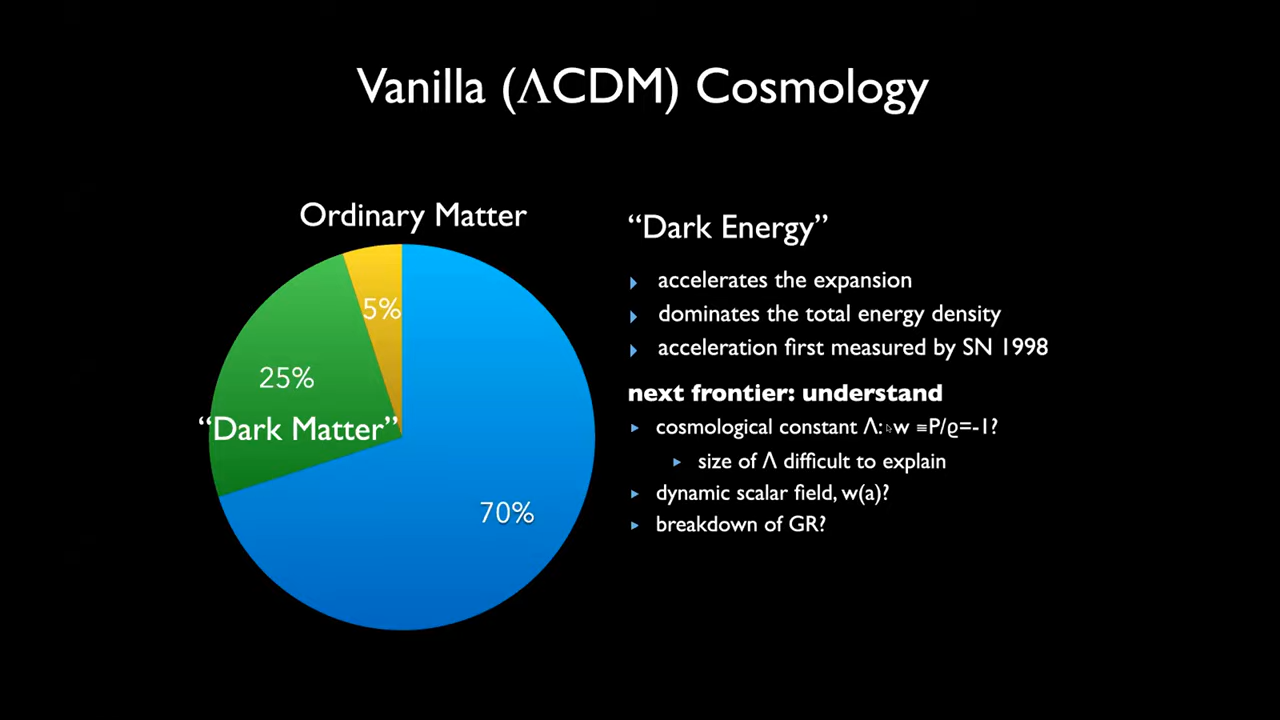 Vanilla (ΛCDM) Cosmology
Ordinary Matter
5%
25%
“Dark Matter”
70%
“Dark Energy”
accelerates the expansion
dominates the total energy density
acceleration first measured by SN 1998
next frontier: understand
cosmological constant Λ: w ≡P/ϱ=-1?
size of Λ difficult to explain
dynamic scalar field, w(a)?
breakdown of GR?